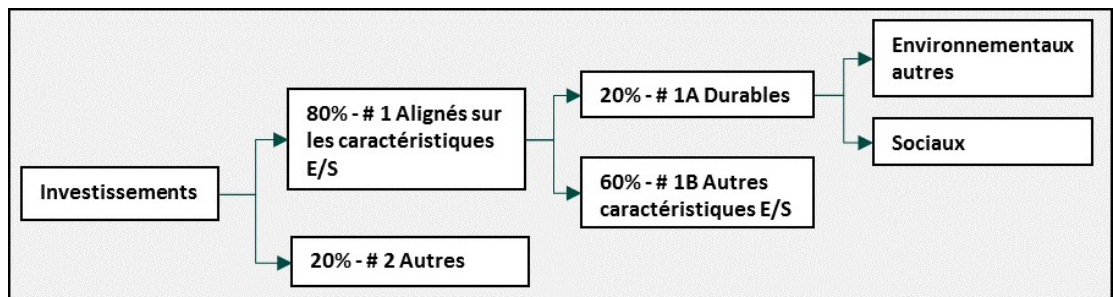 Investissements
80% - # 1 Alignés sur
les caractéristiques
E/S
20% - # 2 Autres
20% - # 1A Durables
60% - # 1B Autres
caractéristiques E/S
Environnementaux
autres
Sociaux